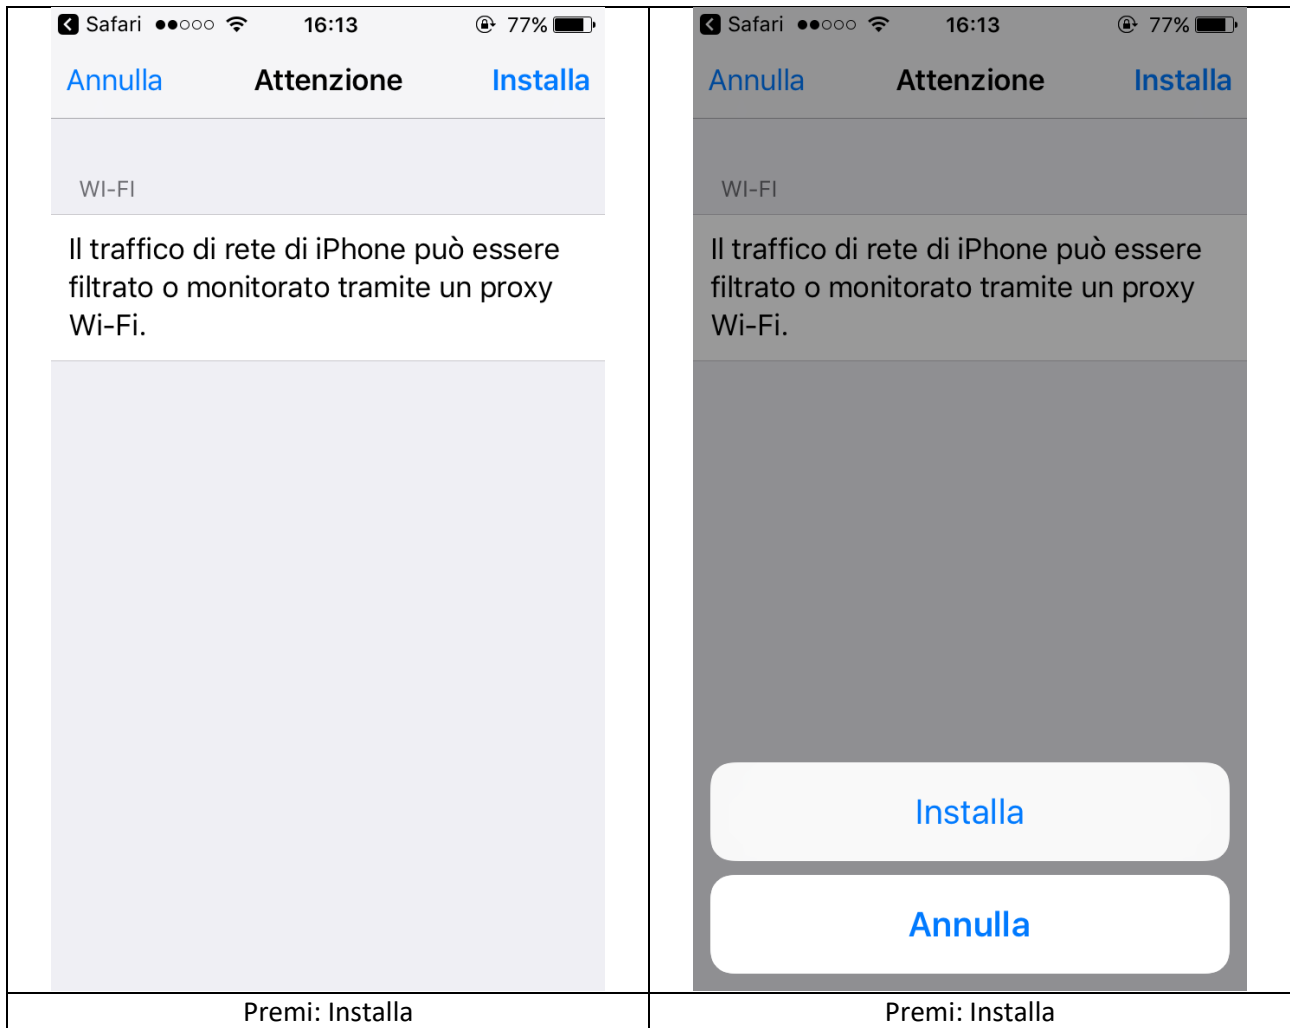 Safari 16:13 77%
Annulla Attenzione Installa
WI-FI
Il traffico di rete di iPhone può essere
filtrato o monitorato tramite un proxy
Wi-Fi.
Premi: Installa
Safari 16:13 77%
Annulla Attenzione Installa
WI-FI
Il traffico di rete di iPhone può essere
filtrato o monitorato tramite un proxy
Wi-Fi.
Installa
Annulla
Premi: Installa